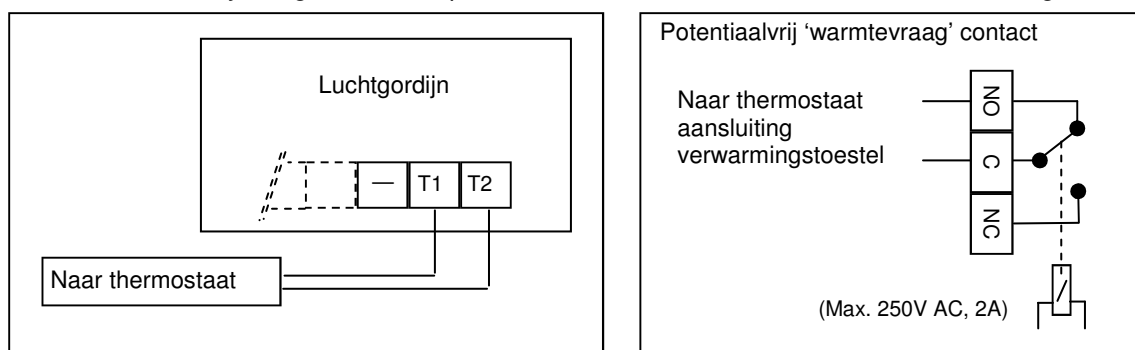 Luchtgordijn
— T1 T2
Naar thermostaat
Potentiaalvrij ‘warmtevraag’ contact
Naar thermostaat
aansluiting
verwarmingstoestel
NO
C
NC
(Max. 250V AC, 2A)